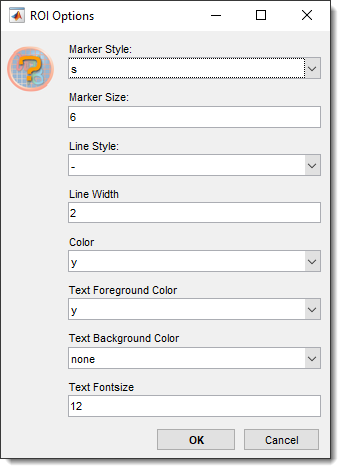 ROI Options
Marker Style:
s
Marker Size:
6
Line Style:
-
Line Width
2
Color
y
Text Foreground Color
y
Text Background Color
none
Text Fontsize
12
OK Cancel